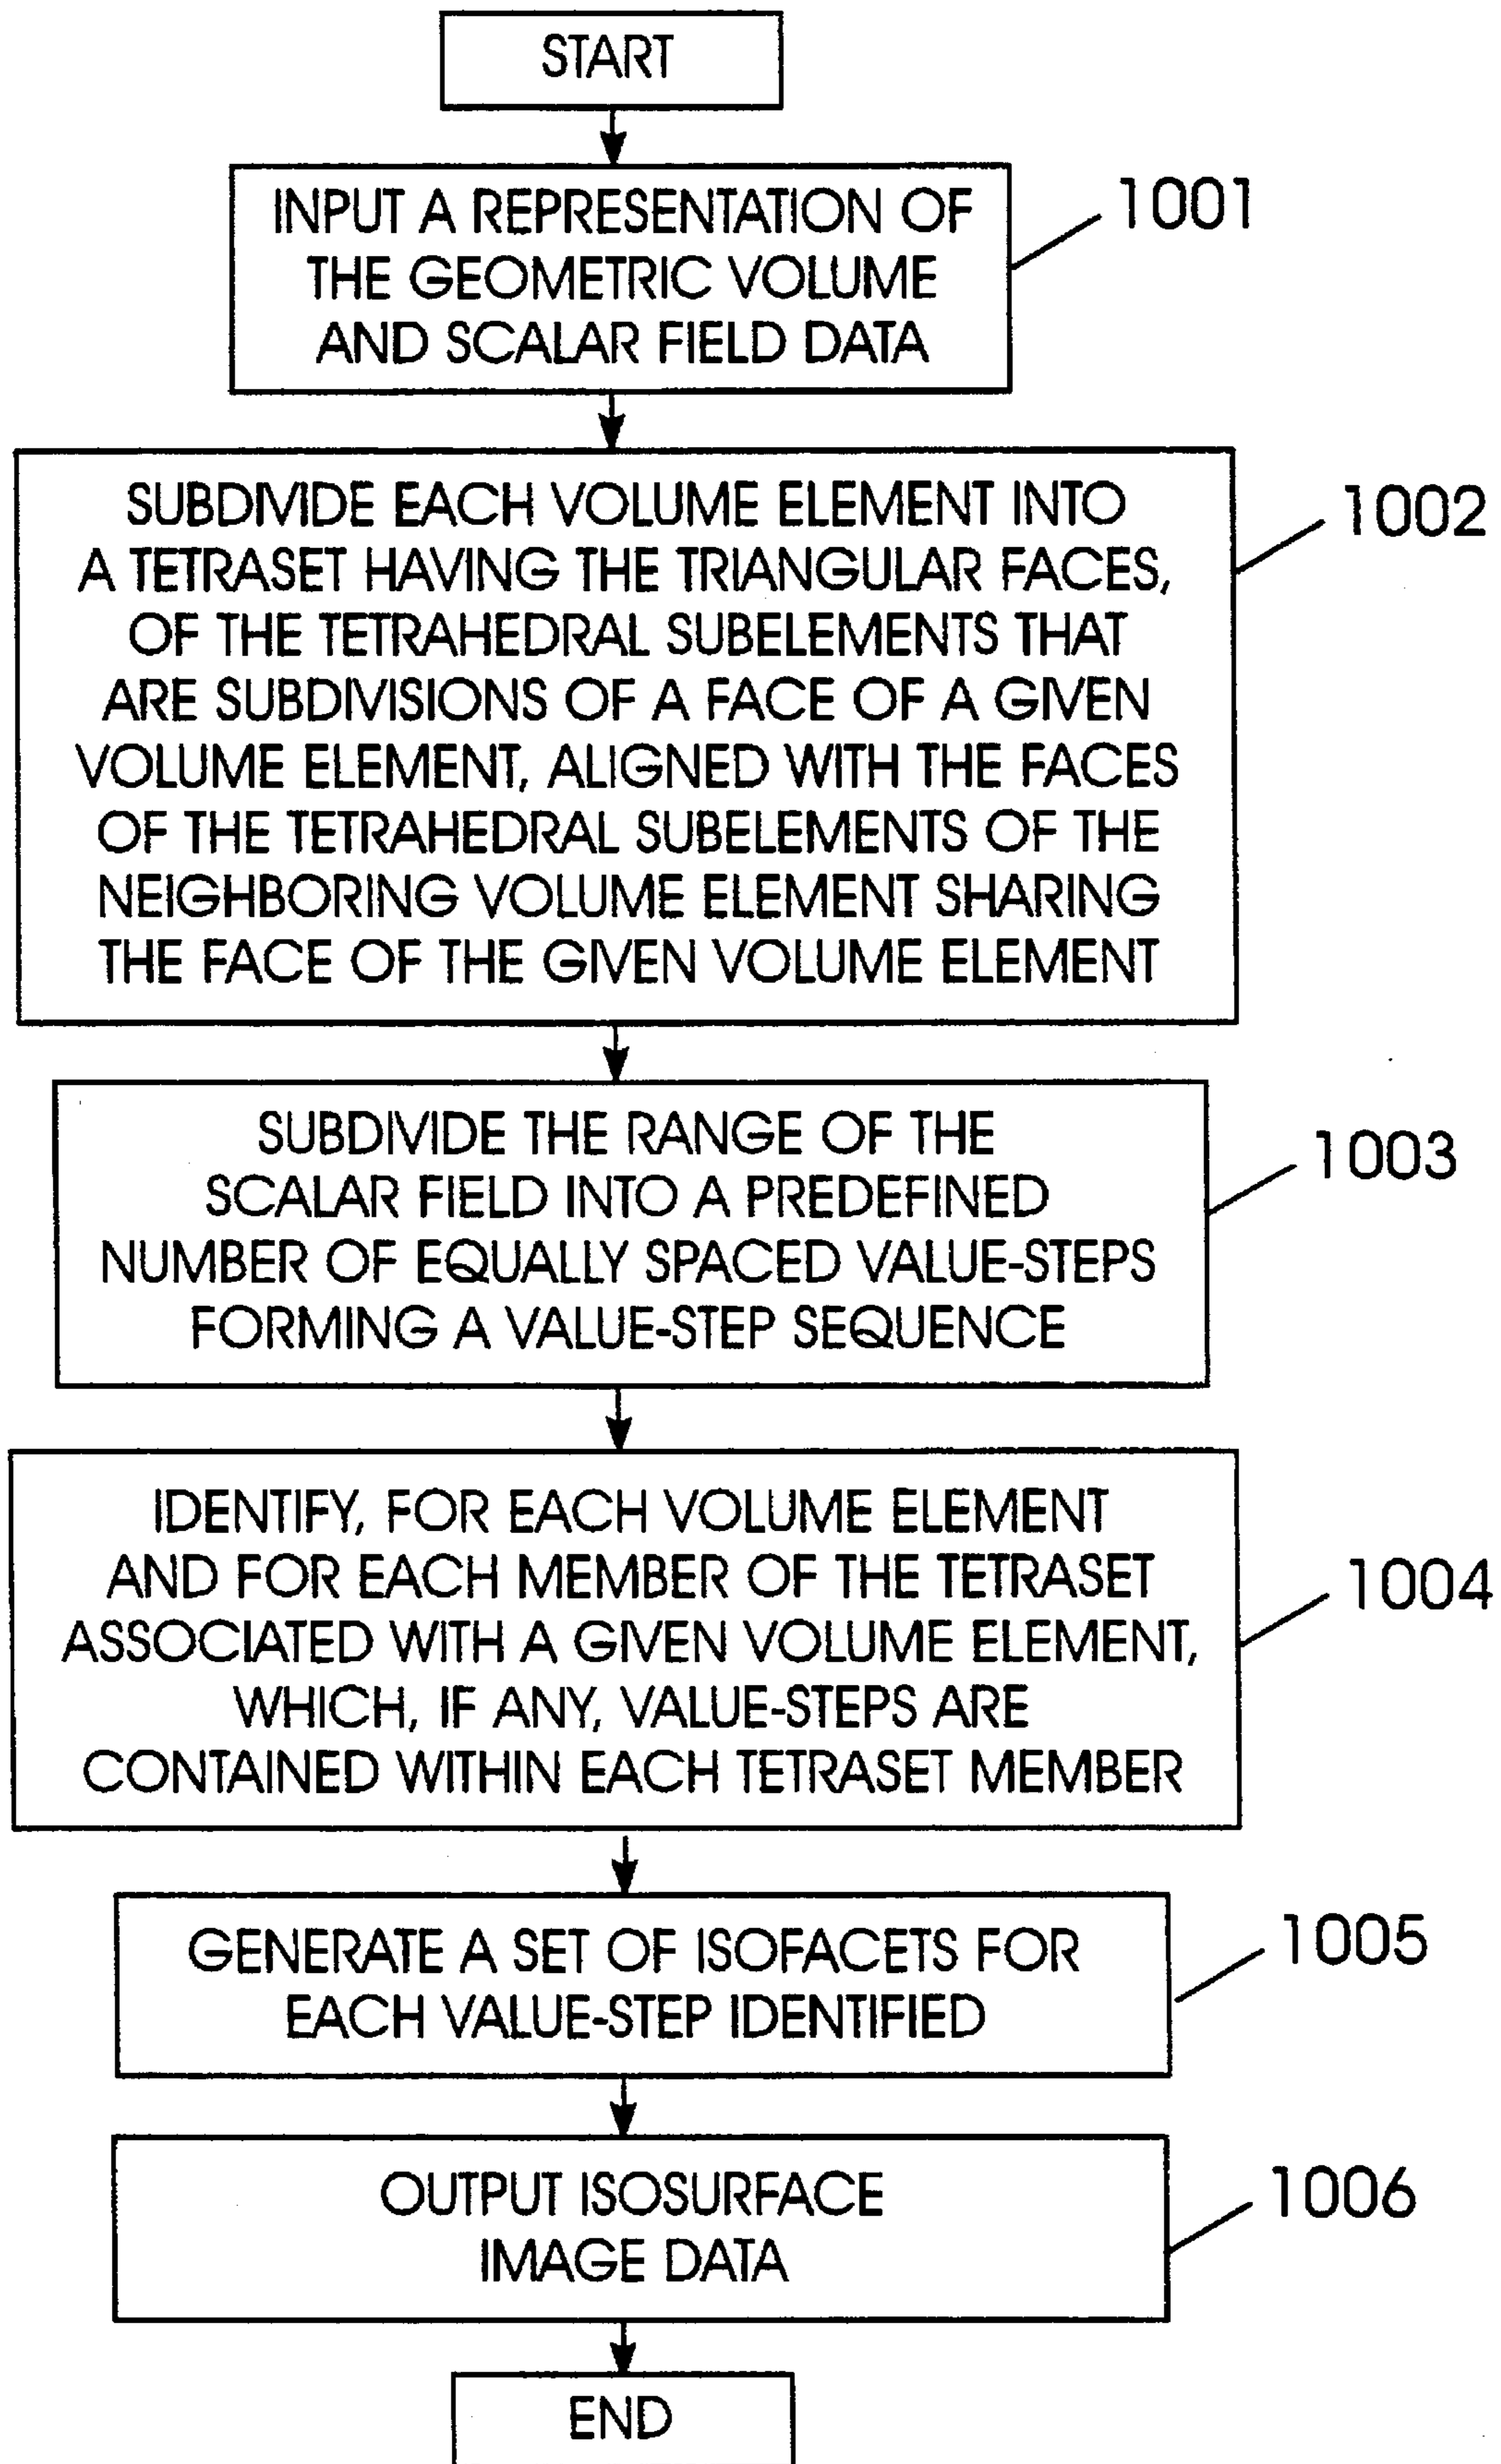 START
INPUT A REPRESENTATION OF
THE GEOMETRIC VOLUME
AND SCALAR FIELD DATA
1001
SUBDIVIDE EACH VOLUME ELEMENT INTO
A TETRASET HAVING THE TRIANGULAR FACES,
OF THE TETRAHEDRAL SUBELEMENTS THAT
ARE SUBDIVISIONS OF A FACE OF A GIVEN
VOLUME ELEMENT, ALIGNED WITH THE FACES
OF THE TETRAHEDRAL SUBELEMENTS OF THE
NEIGHBORING VOLUME ELEMENT SHARING
THE FACE OF THE GIVEN VOLUME ELEMENT
1002
SUBDIVIDE THE RANGE OF THE
SCALAR FIELD INTO A PREDEFINED
NUMBER OF EQUALLY SPACED VALUE-STEPS
FORMING A VALUE-STEP SEQUENCE
1003
IDENTIFY, FOR EACH VOLUME ELEMENT
AND FOR EACH MEMBER OF THE TETRASET
ASSOCIATED WITH A GIVEN VOLUME ELEMENT,
WHICH, IF ANY, VALUE-STEPS ARE
CONTAINED WITHIN EACH TETRASET MEMBER
1004
GENERATE A SET OF ISOFACETS FOR
EACH VALUE-STEP IDENTIFIED
1005
OUTPUT ISOSURFACE
IMAGE DATA
1006
END